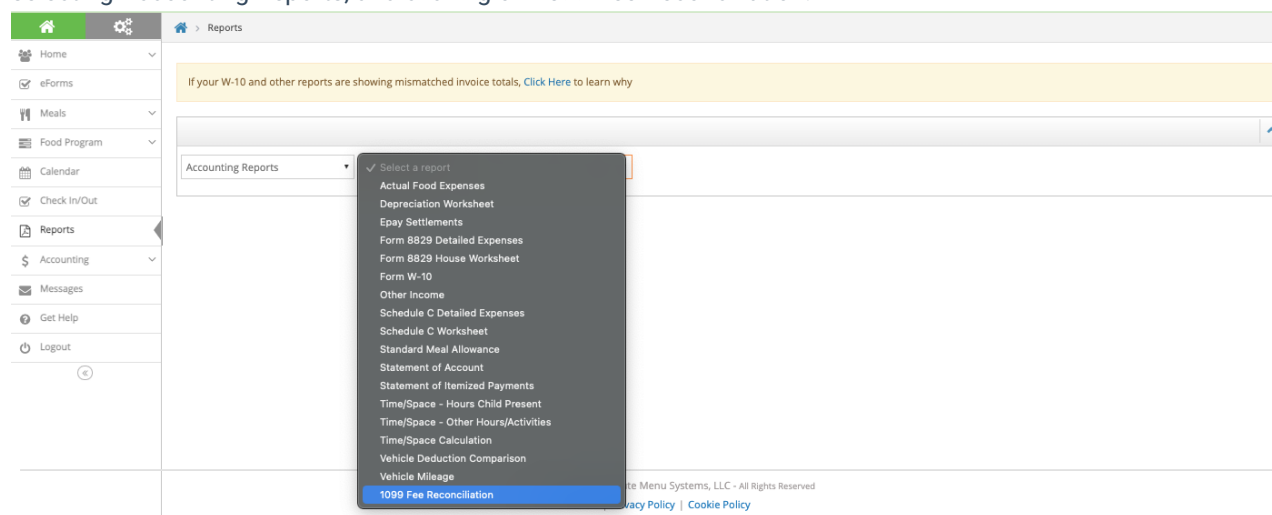 Reports
Home
eForms
Meals
Food Program
Calendar
Check In/Out
Reports
Accounting
Messages
Get Help
Logout
If your W-10 and other reports are showing mismatched invoice totals, Click Here to learn why
Accounting Reports
Select a report
Actual Food Expenses
Depreciation Worksheet
Epay Settlements
Form 8829 Detailed Expenses
Form 8829 House Worksheet
Form W-10
Other Income
Schedule C Detailed Expenses
Schedule C Worksheet
Standard Meal Allowance
Statement of Account
Statement of Itemized Payments
Time/Space - Hours Child Present
Time/Space - Other Hours/Activities
Time/Space Calculation
Vehicle Deduction Comparison
Vehicle Mileage
1099 Fee Reconciliation
Menu Systems, LLC - All Rights Reserved
Policy | Cookie Policy